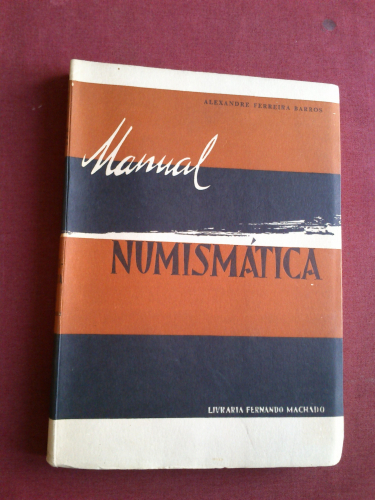 ALEXANDRE FERREIRA BARROS
Manual
NUMISMÁTICA
LIVRARIA FERNANDO MACHADO